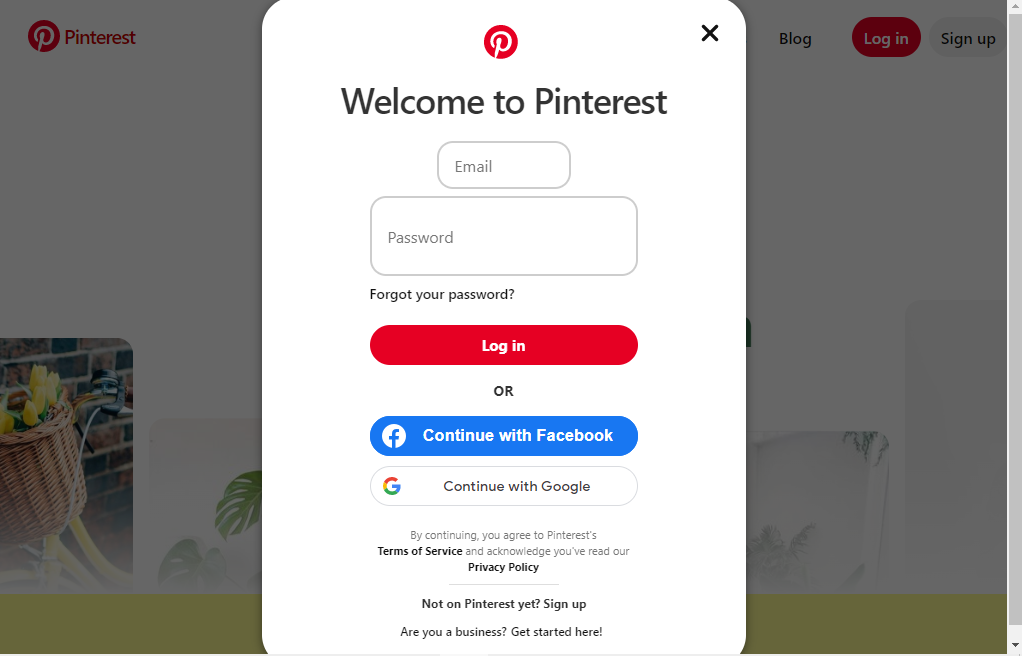 Pinterest
Blog
Log in
Sign up
Welcome to Pinterest
Email
Password
Forgot your password?
Log in
OR
Continue with Facebook
Continue with Google
By continuing, you agree to Pinterest's
Terms of Service and acknowledge you've read our
Privacy Policy
Not on Pinterest yet? Sign up
Are you a business? Get started here!